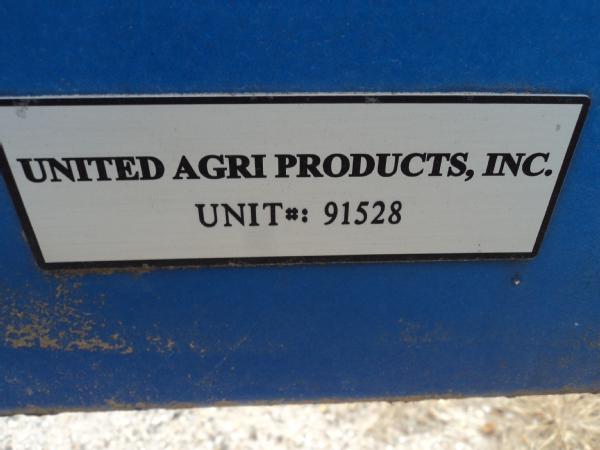 UNITED AGRI PRODUCTS, INC.
UNIT#: 91528